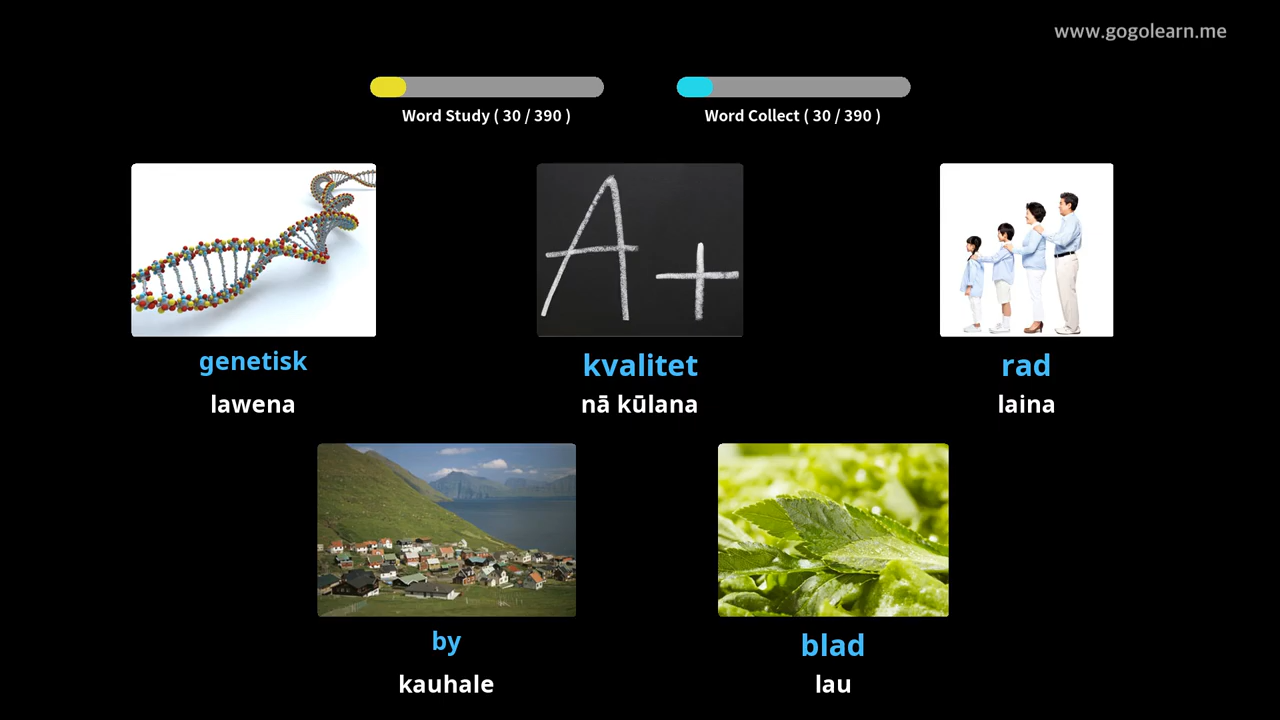 www.gogolearn.me
Word Study ( 30 / 390 )
Word Collect ( 30 / 390 )
A+
genetisk
lawena
kvalitet
nā kūlana
rad
laina
by
kauhale
blad
lau